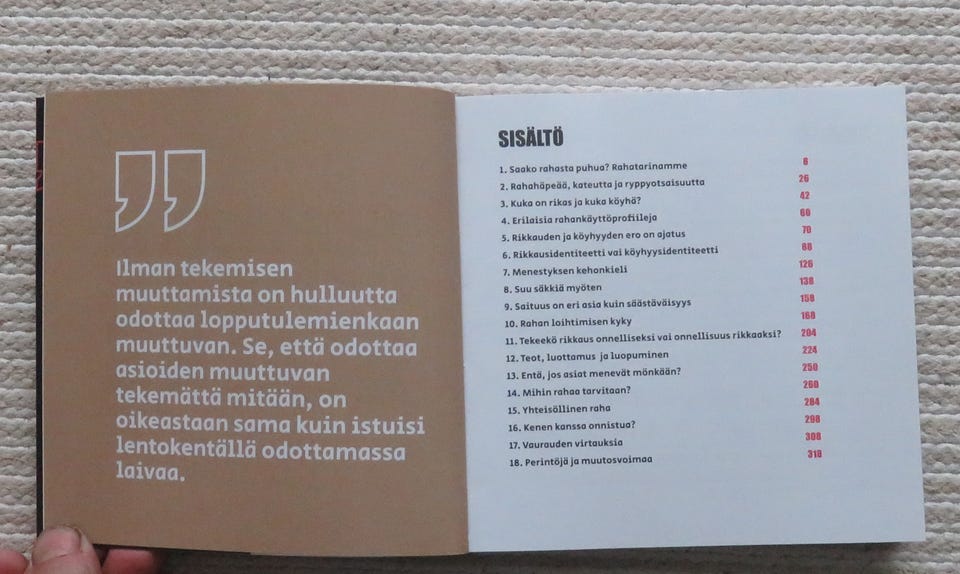 ”
Ilman tekemisen
muuttamista on hulluutta
odottaa lopputulemienkaan
muuttuvan. Se, että odottaa
asioiden muuttuvan
tekemättä mitään, on
oikeastaan sama kuin istuisi
lentokentällä odottamassa
laivaa.
SISÄLTÖ
1. Saako rahasta puhua? Rahatarinamme 6
2. Rahahäpeää, kateutta ja ryppyotsaisuutta 26
3. Kuka on rikas ja kuka köyhä? 42
4. Erilaisia rahankäyttöprofiileja 60
5. Rikkauden ja köyhyyden ero on ajatus 70
6. Rikkausidentiteetti vai köyhyysidentiteetti 88
7. Menestyksen kehonkieli 126
8. Suu säkkiä myöten 138
9. Saituus on eri asia kuin säästäväisyys 158
10. Rahan loihtimisen kyky 168
11. Tekeekö rikkaus onnelliseksi vai onnellisuus rikkaaksi? 204
12. Teot, luottamus ja luopuminen 224
13. Entä, jos asiat menevät mönkään? 250
14. Mihin rahaa tarvitaan? 260
15. Yhteisöllinen raha 284
16. Kenen kanssa onnistua? 298
17. Vaurauden virtauksia 308
18. Perintöjä ja muutosvoimaa 318